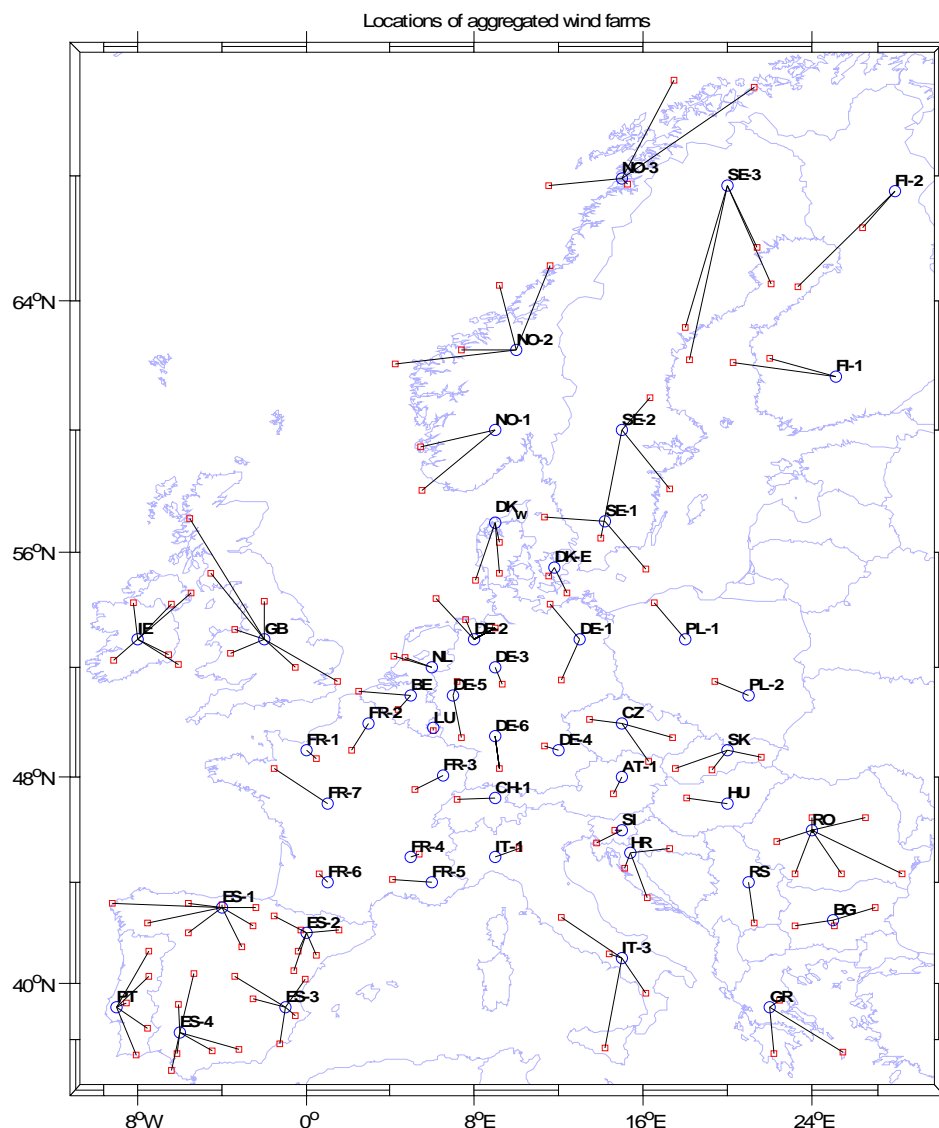 Locations of aggregated wind farms
NO-3
SE-3
FI-2
64°N
NO-2
FI-1
NO-1
SE-2
DK_W
SE-1
56°N
DK-E
IE
GB
DE-2
DE-1
PL-1
NL
DE-3
BE
DE-5
PL-2
FR-2
LU
CZ
FR-1
DE-6
DE-4
SK
48°N
FR-3
AT-1
CH-1
HU
FR-7
SI
RO
HR
FR-4
IT-1
FR-6
FR-5
RS
ES-1
BG
ES-2
IT-3
40°N
PT
ES-3
GR
ES-4
8°W
0°
8°E
16°E
24°E